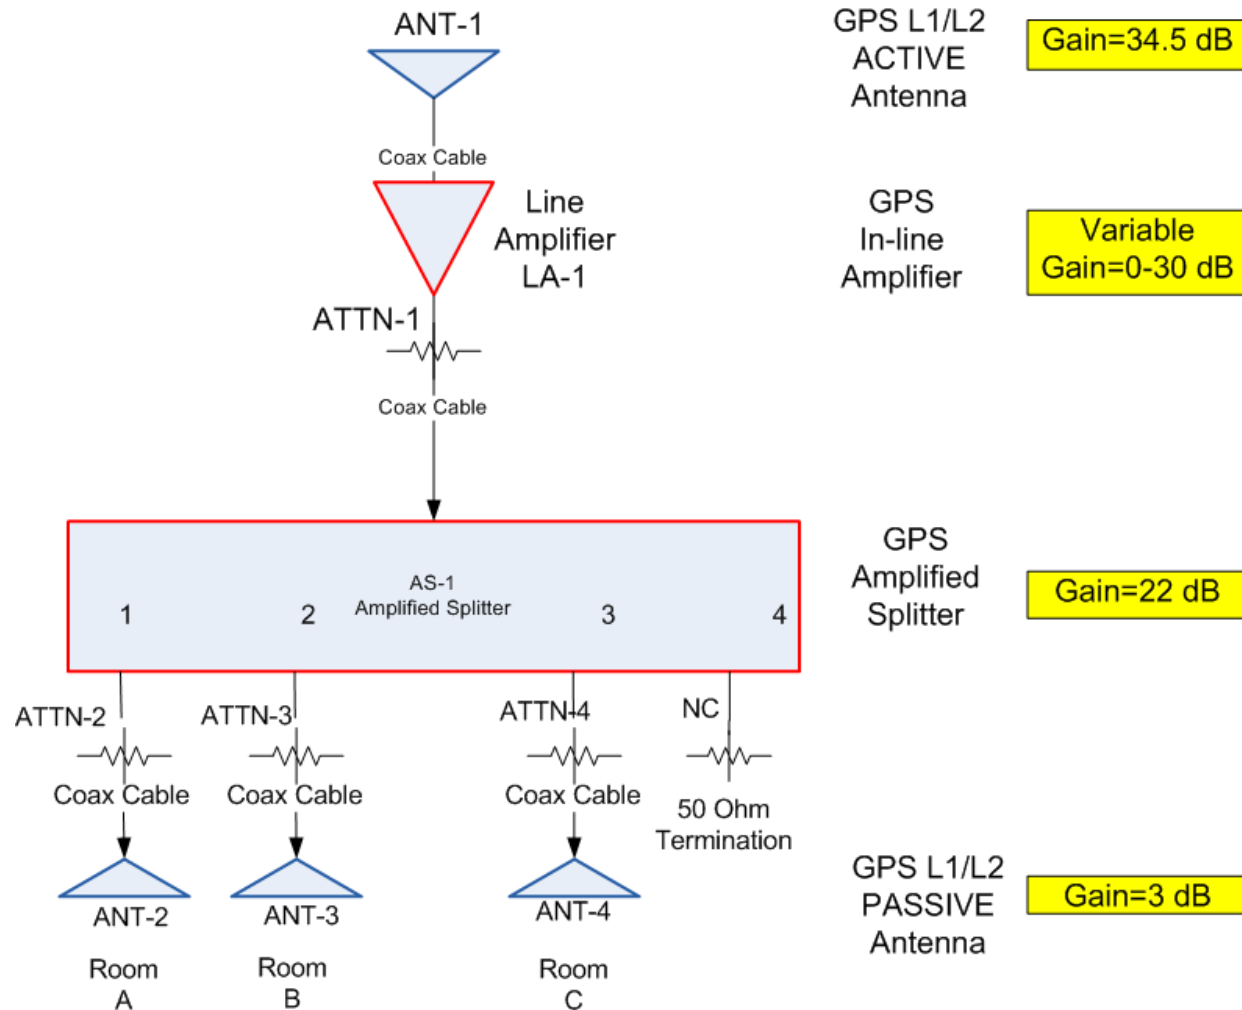 ANT-1
GPS L1/L2
ACTIVE
Antenna
Gain=34.5 dB
Coax Cable
Line
Amplifier
LA-1
GPS
In-line
Amplifier
Variable
Gain=0-30 dB
ATTN-1
Coax Cable
AS-1
Amplified Splitter
1
2
3
4
GPS
Amplified
Splitter
Gain=22 dB
ATTN-2
ATTN-3
ATTN-4
NC
Coax Cable
Coax Cable
Coax Cable
50 Ohm
Termination
ANT-2
ANT-3
ANT-4
GPS L1/L2
PASSIVE
Antenna
Gain=3 dB
Room
A
Room
B
Room
C